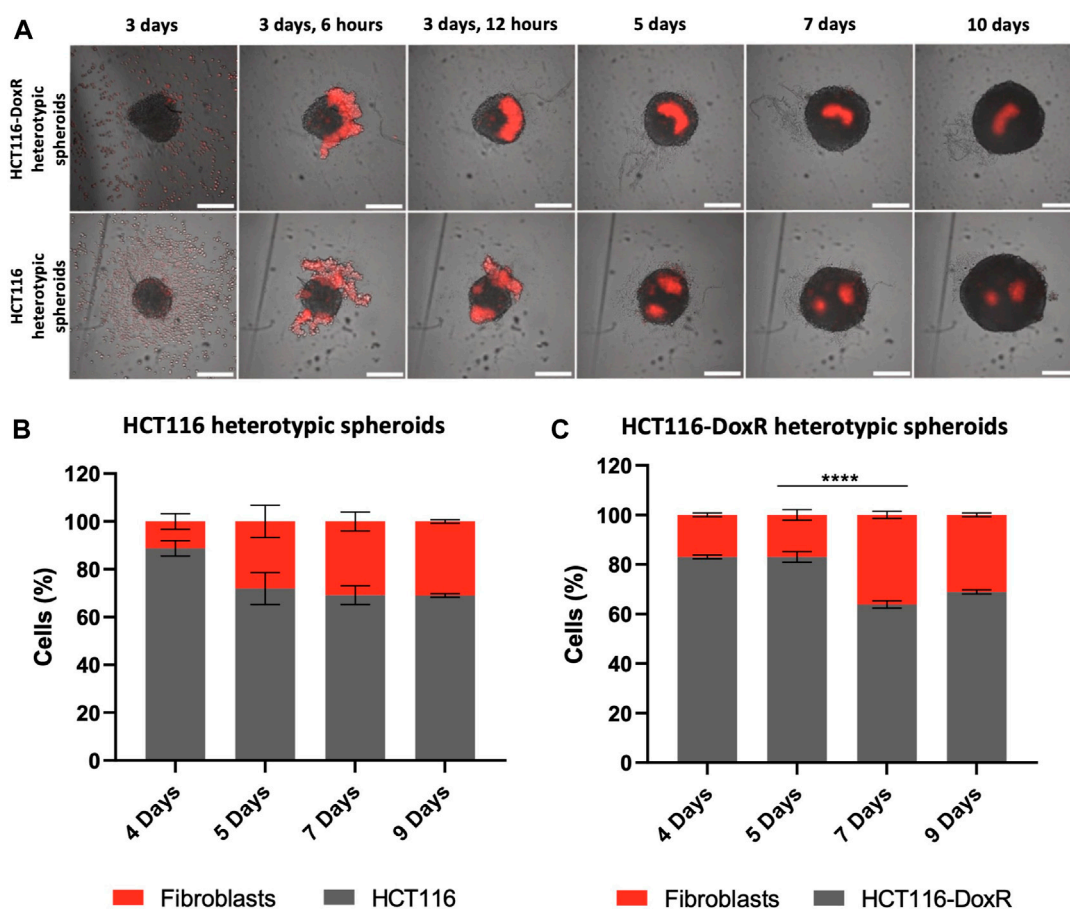 A
3 days
3 days, 6 hours
3 days, 12 hours
5 days
7 days
10 days
HCT116-DoxR
heterotypic
spheroids
HCT116
heterotypic
spheroids
B
HCT116 heterotypic spheroids
120
100
80
60
40
20
0
Cells (%)
4 Days
5 Days
7 Days
9 Days
Fibroblasts
HCT116
C
HCT116-DoxR heterotypic spheroids
****
120
100
80
60
40
20
0
Cells (%)
4 Days
5 Days
7 Days
9 Days
Fibroblasts
HCT116-DoxR